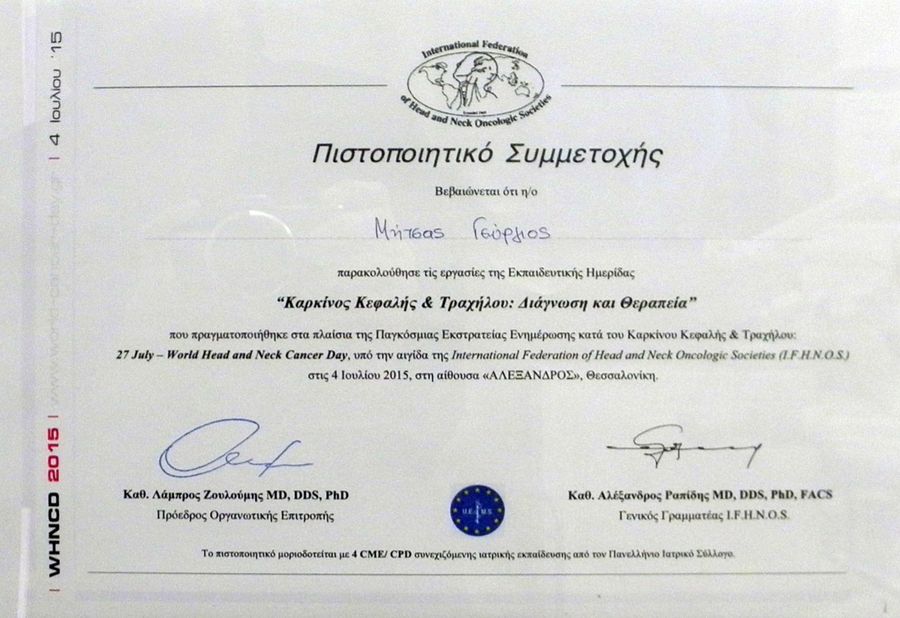 International Federation
of Head and Neck Oncologic Societies
Πιστοποιητικό Συμμετοχής
Βεβαιώνεται ότι η/ο
Μήτσας Γεώργιος
παρακολούθησε τις εργασίες της Εκπαιδευτικής Ημερίδας
“Καρκίνος Κεφαλής & Τραχήλου: Διάγνωση και Θεραπεία”
που πραγματοποιήθηκε στα πλαίσια της Παγκόσμιας Εκστρατείας Ενημέρωσης κατά του Καρκίνου Κεφαλής & Τραχήλου:
27 July – World Head and Neck Cancer Day, υπό την αιγίδα της International Federation of Head and Neck Oncologic Societies (I.F.H.N.O.S.)
στις 4 Ιουλίου 2015, στη αίθουσα «ΑΛΕΞΑΝΔΡΟΣ», Θεσσαλονίκη.
Καθ. Λάμπρος Ζουλούμης MD, DDS, PhD
Πρόεδρος Οργανωτικής Επιτροπής
U.E.M.S
Καθ. Αλέξανδρος Ραπίδης MD, DDS, PhD, FACS
Γενικός Γραμματέας I.F.H.N.O.S.
Το πιστοποιητικό μοριοδοτείται με 4 CME/ CPD συνεχιζόμενης ιατρικής εκπαίδευσης από τον Πανελλήνιο Ιατρικό Σύλλογο.
| WHNCD 2015 | www.world-cancer-day.gr | 4 Ιουλίου '15